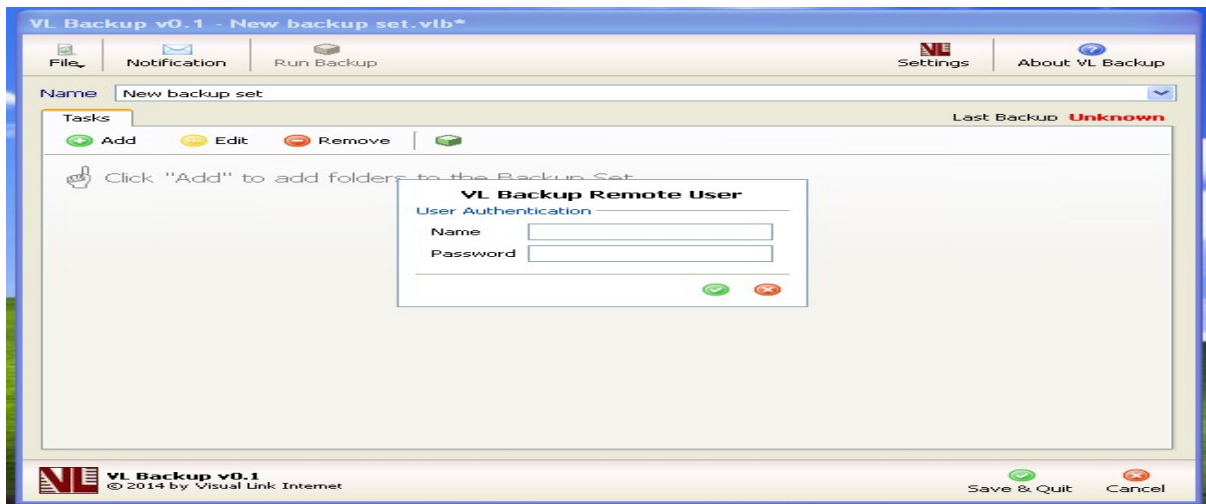 VL Backup v0.1 - New backup set.vlb*
File Notification Run Backup Settings About VL Backup
Name New backup set
Tasks Last Backup Unknown
Add Edit Remove
Click "Add" to add folders to the Backup Set
VL Backup Remote User
User Authentication
Name
Password
VL Backup v0.1
© 2014 by Visual Link Internet
Save & Quit Cancel